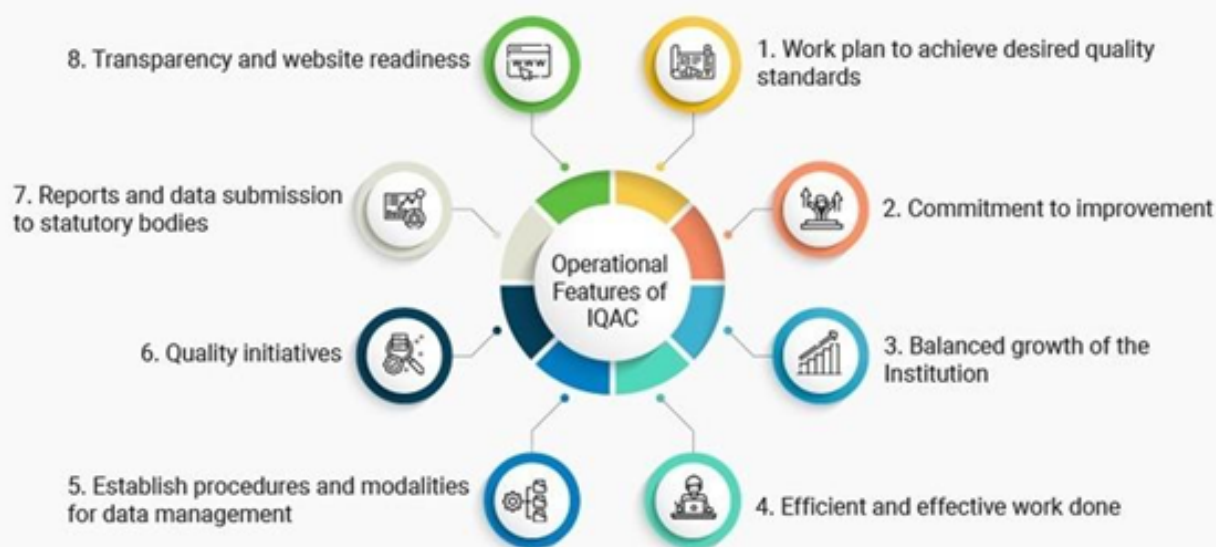 Operational
Features of
IQAC
1. Work plan to achieve desired quality
standards
2. Commitment to improvement
3. Balanced growth of the
Institution
4. Efficient and effective work done
5. Establish procedures and modalities
for data management
6. Quality initiatives
7. Reports and data submission
to statutory bodies
8. Transparency and website readiness
www